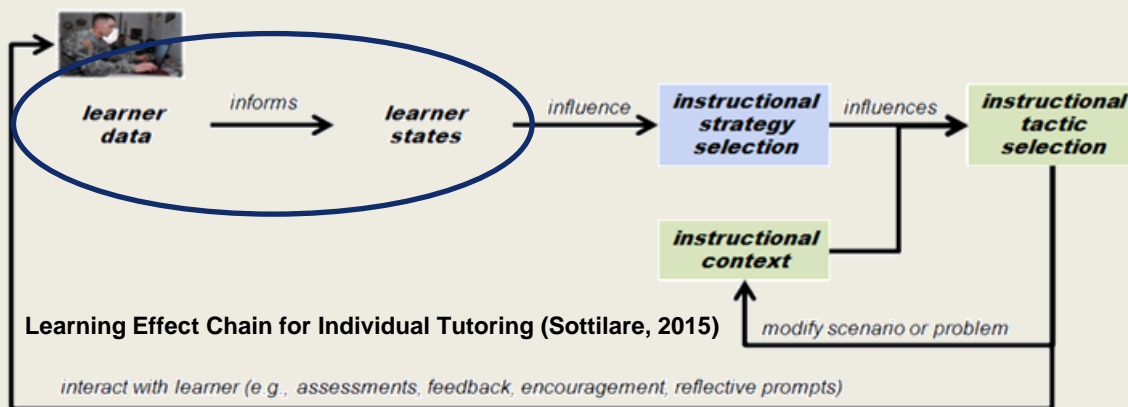 learner
data
informs
learner
states
influence
instructional
strategy
selection
influences
instructional
tactic
selection
instructional
context
Learning Effect Chain for Individual Tutoring (Sottilare, 2015)
modify scenario or problem
interact with learner (e.g., assessments, feedback, encouragement, reflective prompts)